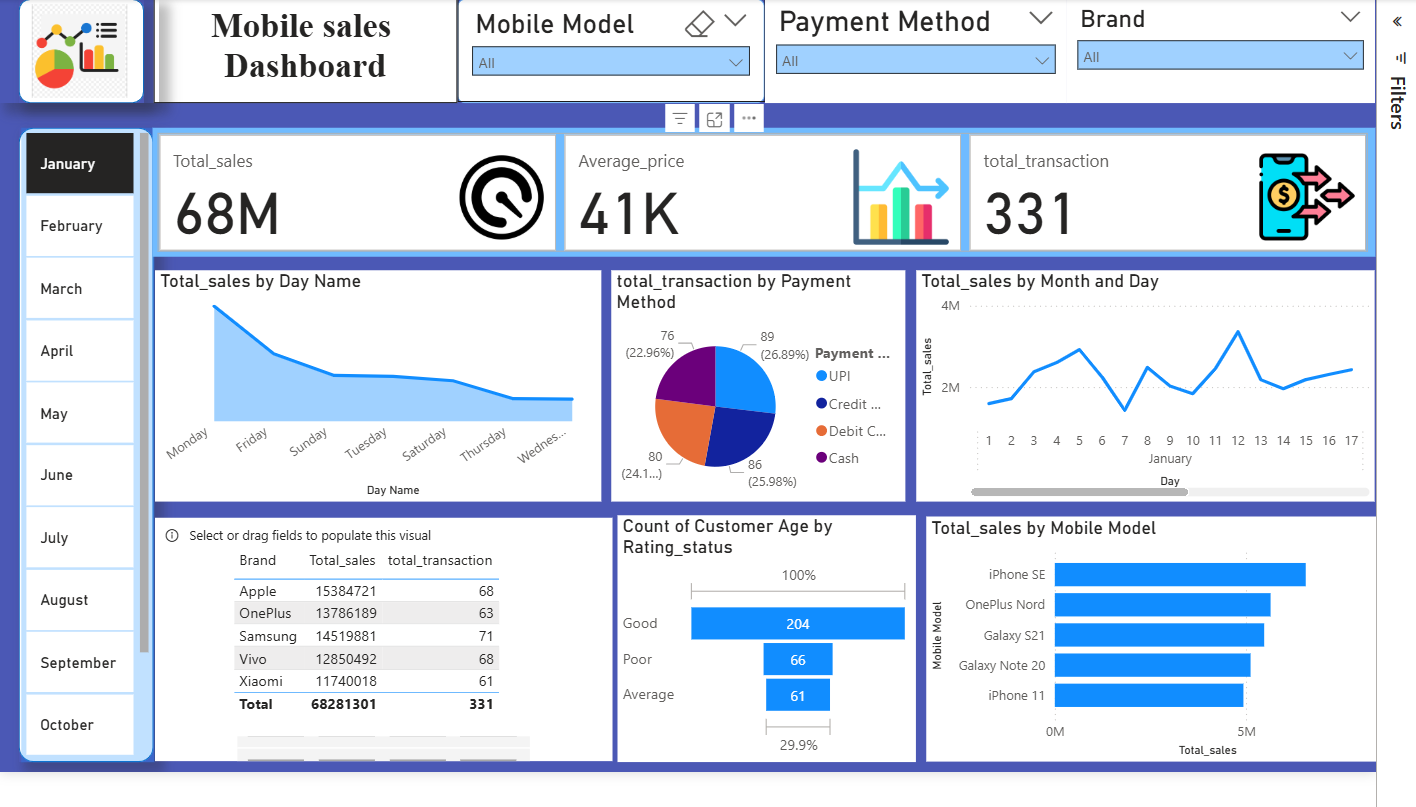 Mobile sales
Dashboard
Mobile Model
All
Payment Method
All
Brand
All
Filters
January
February
March
April
May
June
July
August
September
October
Total_sales
68M
Average_price
41K
total_transaction
331
Total_sales by Day Name
Monday
Friday
Sunday
Tuesday
Saturday
Thursday
Wednes...
Day Name
total_transaction by Payment
Method
76
(22.96%)
89
(26.89%)
80
(24.1...)
86
(25.98%)
Payment ...
UPI
Credit ...
Debit C...
Cash
Total_sales by Month and Day
Total_sales
4M
2M
1 2 3 4 5 6 7 8 9 10 11 12 13 14 15 16 17
January
Day
Select or drag fields to populate this visual
Brand Total_sales total_transaction
Apple 15384721 68
OnePlus 13786189 63
Samsung 14519881 71
Vivo 12850492 68
Xiaomi 11740018 61
Total 68281301 331
Count of Customer Age by
Rating_status
100%
Good 204
Poor 66
Average 61
29.9%
Total_sales by Mobile Model
Mobile Model
iPhone SE
OnePlus Nord
Galaxy S21
Galaxy Note 20
iPhone 11
0M 5M
Total_sales